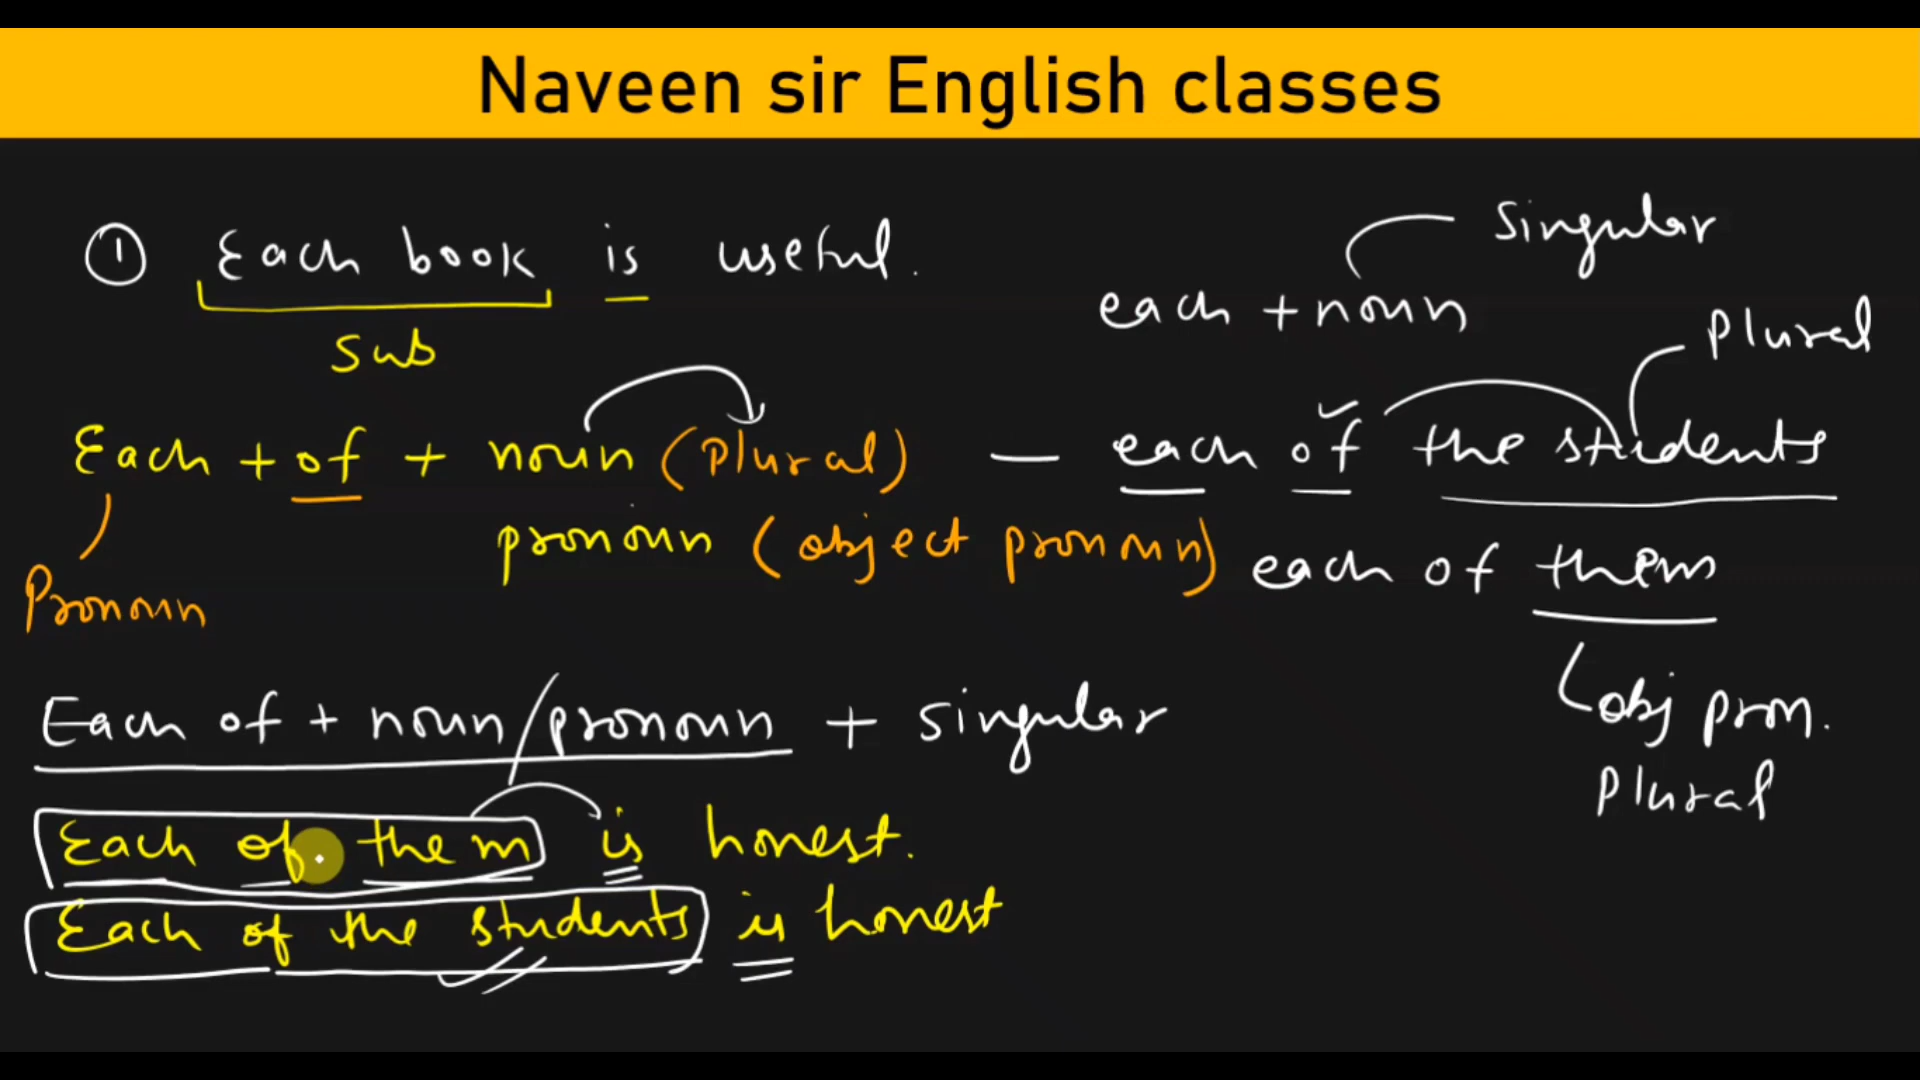 Naveen sir English classes
① Each book is useful.
Sub
Singular
each + noun
Plural
Each + of + noun (Plural) — each of the students
Pronoun
pronoun (object pronoun) each of them
obj pron.
Plural
Each of + noun/pronoun + singular
Each of them is honest.
Each of the students is honest